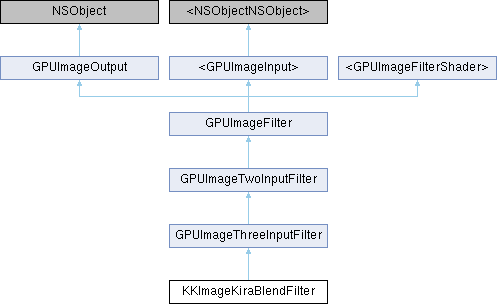 NSObject
<NSObjectNSObject>
GPUImageOutput
<GPUImageInput>
<GPUImageFilterShader>
GPUImageFilter
GPUImageTwoInputFilter
GPUImageThreeInputFilter
KKImageKiraBlendFilter